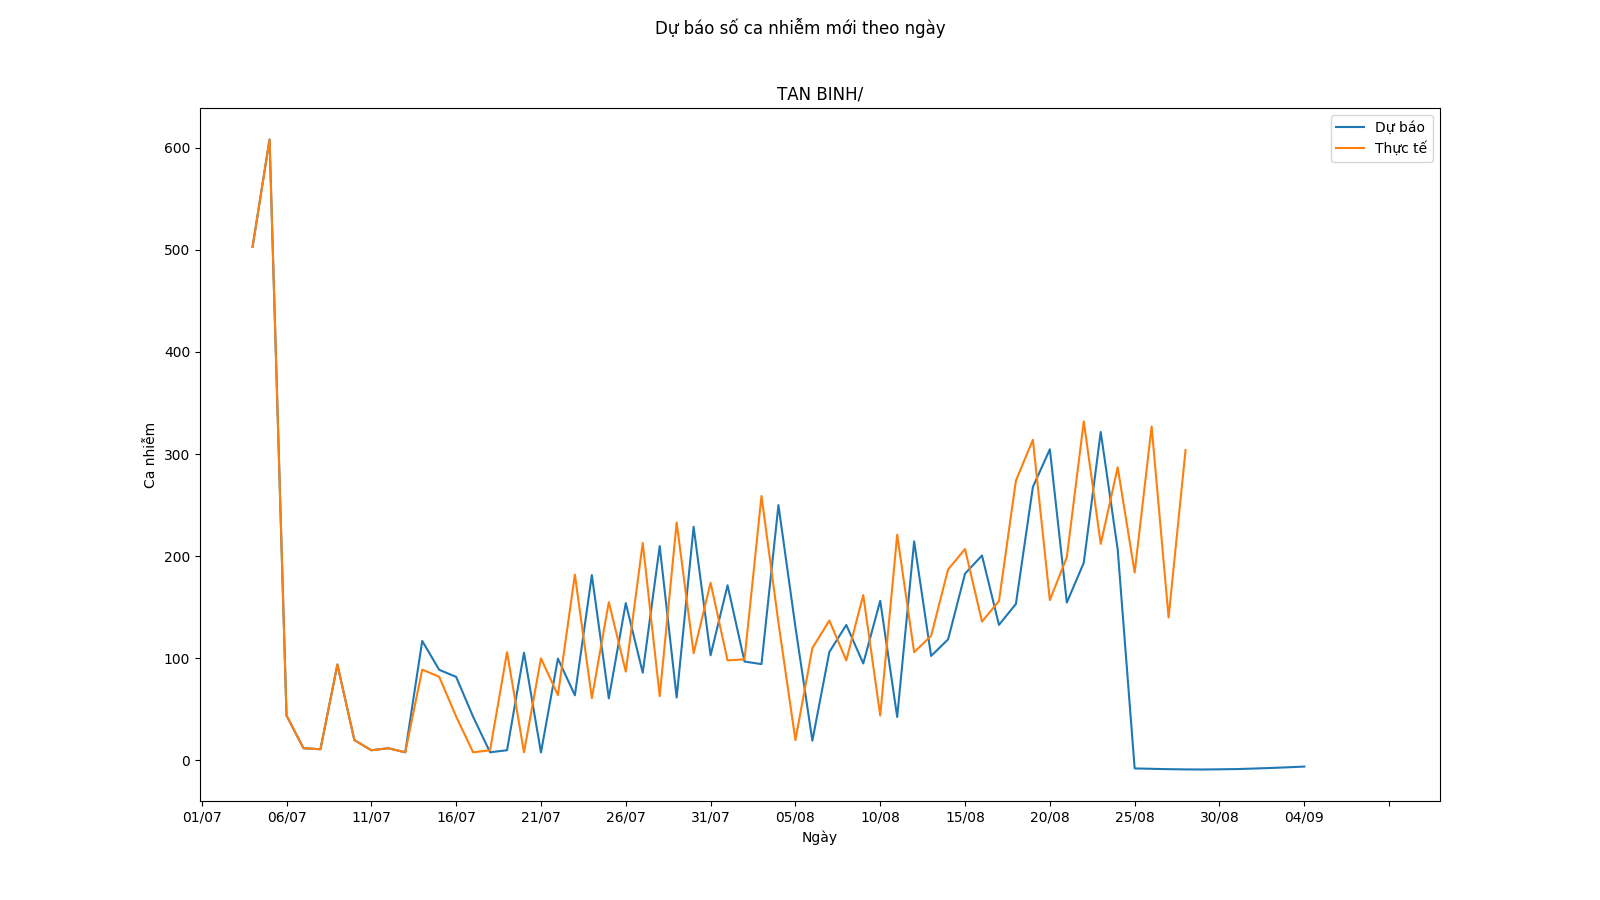 Dự báo số ca nhiễm mới theo ngày
TAN BINH/
Dự báo
Thực tế
600
500
400
300
200
100
0
Ca nhiễm
01/07 06/07 11/07 16/07 21/07 26/07 31/07 05/08 10/08 15/08 20/08 25/08 30/08 04/09
Ngày